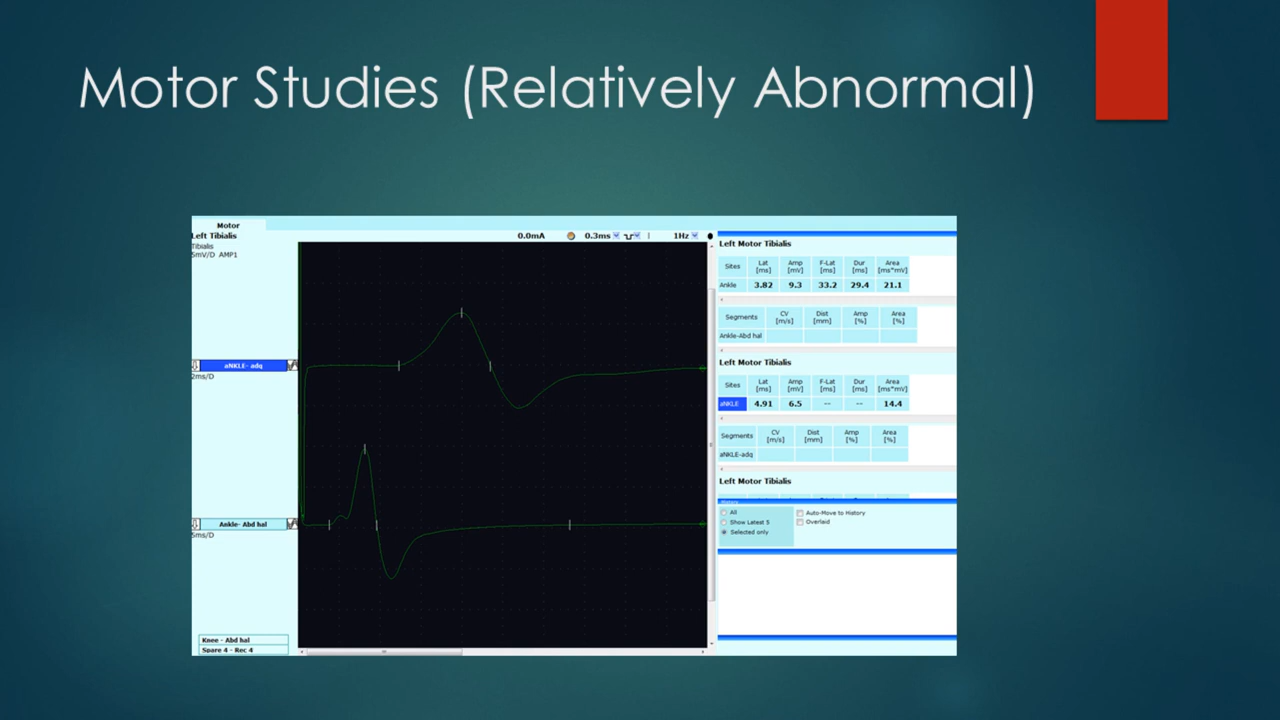 Motor Studies (Relatively Abnormal)
Motor
Left Tibialis
Tibialis
5mV/D AMP1
0.0mA 0.3ms 1Hz
aNKLE- adq
2ms/D
Ankle- Abd hal
5ms/D
Knee - Abd hal
Spare 4 - Rec 4
Left Motor Tibialis
Sites Lat [ms] Amp [mV] F-Lat [ms] Dur [ms] Area [ms*mV]
Ankle 3.82 9.3 33.2 29.4 21.1
Segments CV [m/s] Dist [mm] Amp [%] Area [%]
Ankle-Abd hal
Left Motor Tibialis
Sites Lat [ms] Amp [mV] F-Lat [ms] Dur [ms] Area [ms*mV]
aNKLE 4.91 6.5 -- -- 14.4
Segments CV [m/s] Dist [mm] Amp [%] Area [%]
aNKLE-adq
Left Motor Tibialis
History
All
Show Latest 5
Selected only
Auto-Move to History
Overlaid